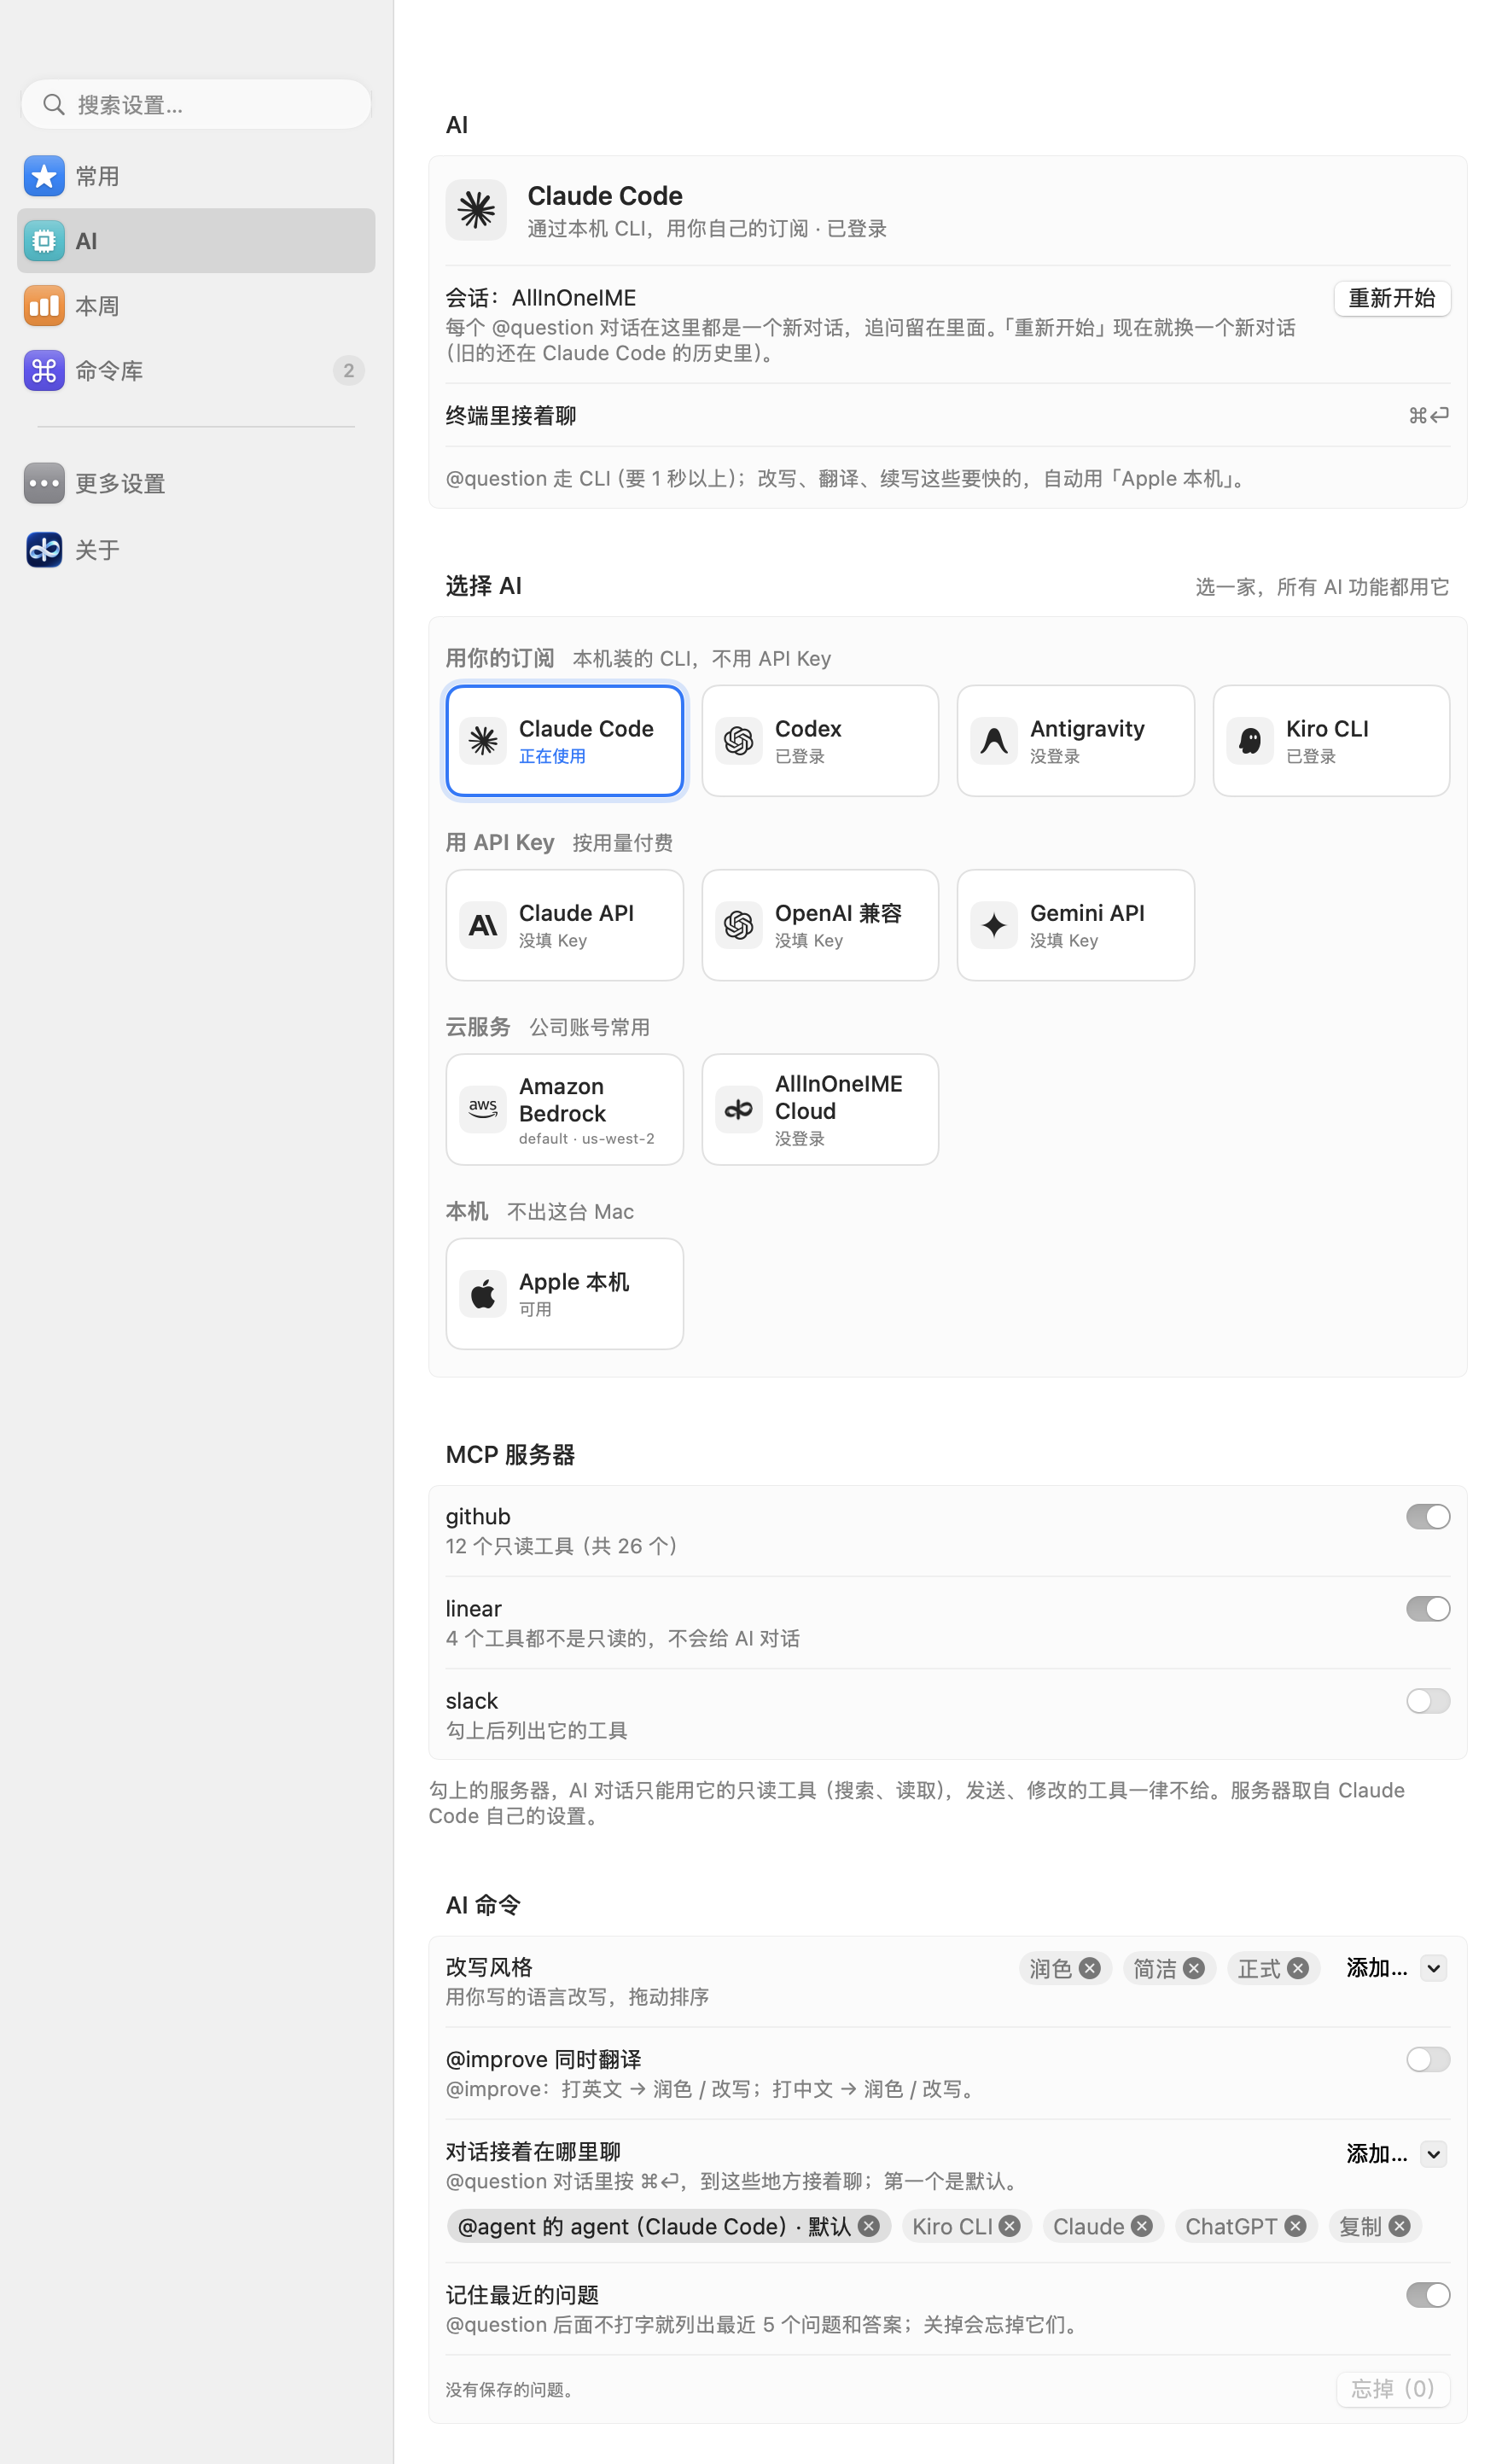 搜索设置...
常用
AI
本周
命令库
2
更多设置
关于
AI
Claude Code
通过本机 CLI，用你自己的订阅 · 已登录
会话：AllInOneIME
重新开始
每个 @question 对话在这里都是一个新对话，追问留在里面。「重新开始」现在就换一个新对话
（旧的还在 Claude Code 的历史里）。
终端里接着聊
⌘↩
@question 走 CLI（要 1 秒以上）；改写、翻译、续写这些要快的，自动用「Apple 本机」。
选择 AI
选一家，所有 AI 功能都用它
用你的订阅 本机装的 CLI，不用 API Key
Claude Code
正在使用
Codex
已登录
Antigravity
没登录
Kiro CLI
已登录
用 API Key 按用量付费
Claude API
没填 Key
OpenAI 兼容
没填 Key
Gemini API
没填 Key
云服务 公司账号常用
aws
Amazon
Bedrock
default · us-west-2
AllInOneIME
Cloud
没登录
本机 不出这台 Mac
Apple 本机
可用
MCP 服务器
github
12 个只读工具（共 26 个）
linear
4 个工具都不是只读的，不会给 AI 对话
slack
勾上后列出它的工具
勾上的服务器，AI 对话只能用它的只读工具（搜索、读取），发送、修改的工具一律不给。服务器取自 Claude
Code 自己的设置。
AI 命令
改写风格
润色 简洁 正式 添加...
用你写的语言改写，拖动排序
@improve 同时翻译
@improve：打英文 → 润色 / 改写；打中文 → 润色 / 改写。
对话接着在哪里聊
添加...
@question 对话里按 ⌘↩，到这些地方接着聊；第一个是默认。
@agent 的 agent（Claude Code）· 默认 Kiro CLI Claude ChatGPT 复制
记住最近的问题
@question 后面不打字就列出最近 5 个问题和答案；关掉会忘掉它们。
没有保存的问题。
忘掉（0）